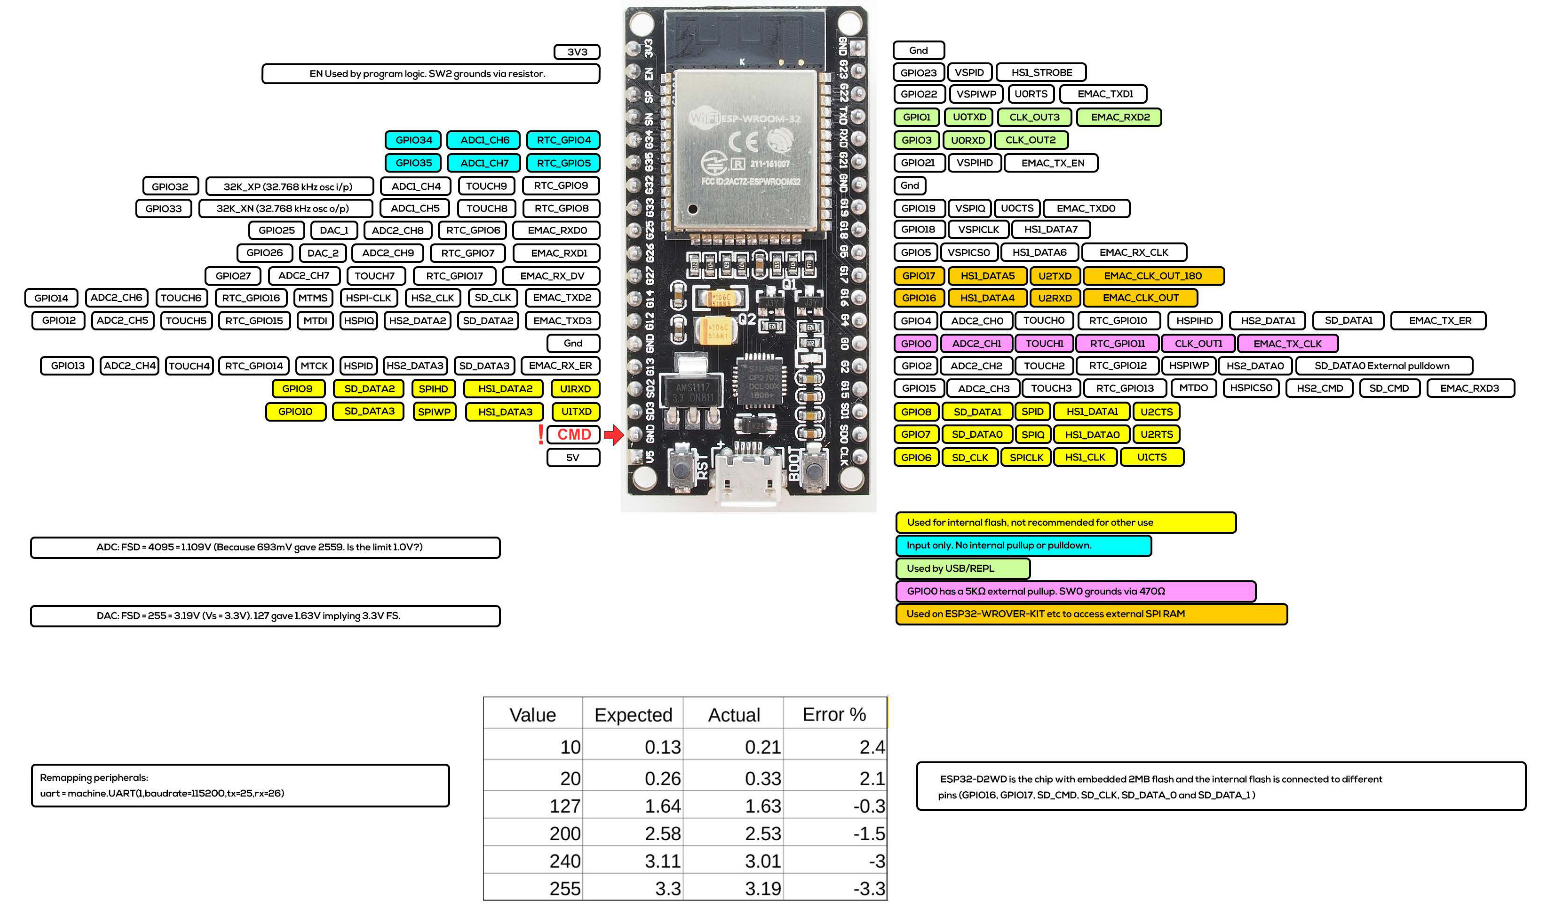 3V3
EN Used by program logic. SW2 grounds via resistor.
GPIO34 ADC1_CH6 RTC_GPIO4
GPIO35 ADC1_CH7 RTC_GPIO5
GPIO32 32K_XP (32.768 kHz osc i/p) ADC1_CH4 TOUCH9 RTC_GPIO9
GPIO33 32K_XN (32.768 kHz osc o/p) ADC1_CH5 TOUCH8 RTC_GPIO8
GPIO25 DAC_1 ADC2_CH8 RTC_GPIO6 EMAC_RXD0
GPIO26 DAC_2 ADC2_CH9 RTC_GPIO7 EMAC_RXD1
GPIO27 ADC2_CH7 TOUCH7 RTC_GPIO17 EMAC_RX_DV
GPIO14 ADC2_CH6 TOUCH6 RTC_GPIO16 MTMS HSPI-CLK HS2_CLK SD_CLK EMAC_TXD2
GPIO12 ADC2_CH5 TOUCH5 RTC_GPIO15 MTDI HSPIQ HS2_DATA2 SD_DATA2 EMAC_TXD3
Gnd
GPIO13 ADC2_CH4 TOUCH4 RTC_GPIO14 MTCK HSPID HS2_DATA3 SD_DATA3 EMAC_RX_ER
GPIO9 SD_DATA2 SPIHD HS1_DATA2 U1RXD
GPIO10 SD_DATA3 SPIWP HS1_DATA3 U1TXD
! CMD
5V
3V3
EN
SP
SN
G34
G35
G32
G33
G25
G26
G27
G14
G12
GND
G13
SD2
SD3
GND
V5
K
WiFi ESP-WROOM-32
CE FC
R 211-161007
FCC ID:2AC7Z-ESPWROOM32
Q1
Q2
AMS1117
3.3 DN811
SILABS
CP2102
RST
BOOT
GND
G23
G22
TXD
RXD
G21
GND
G19
G18
G5
G17
G16
G4
G0
G2
G15
SD1
SD0
CLK
Gnd
GPIO23 VSPID HS1_STROBE
GPIO22 VSPIWP U0RTS EMAC_TXD1
GPIO1 U0TXD CLK_OUT3 EMAC_RXD2
GPIO3 U0RXD CLK_OUT2
GPIO21 VSPIHD EMAC_TX_EN
Gnd
GPIO19 VSPIQ U0CTS EMAC_TXD0
GPIO18 VSPICLK HS1_DATA7
GPIO5 VSPICS0 HS1_DATA6 EMAC_RX_CLK
GPIO17 HS1_DATA5 U2TXD EMAC_CLK_OUT_180
GPIO16 HS1_DATA4 U2RXD EMAC_CLK_OUT
GPIO4 ADC2_CH0 TOUCH0 RTC_GPIO10 HSPIHD HS2_DATA1 SD_DATA1 EMAC_TX_ER
GPIO0 ADC2_CH1 TOUCH1 RTC_GPIO11 CLK_OUT1 EMAC_TX_CLK
GPIO2 ADC2_CH2 TOUCH2 RTC_GPIO12 HSPIWP HS2_DATA0 SD_DATA0 External pulldown
GPIO15 ADC2_CH3 TOUCH3 RTC_GPIO13 MTDO HSPICS0 HS2_CMD SD_CMD EMAC_RXD3
GPIO8 SD_DATA1 SPID HS1_DATA1 U2CTS
GPIO7 SD_DATA0 SPIQ HS1_DATA0 U2RTS
GPIO6 SD_CLK SPICLK HS1_CLK U1CTS
Used for internal flash, not recommended for other use
Input only. No internal pullup or pulldown.
Used by USB/REPL
GPIO0 has a 5KΩ external pullup. SW0 grounds via 470Ω
Used on ESP32-WROVER-KIT etc to access external SPI RAM
ADC: FSD = 4095 = 1.109V (Because 693mV gave 2559. Is the limit 1.0V?)
DAC: FSD = 255 = 3.19V (Vs = 3.3V). 127 gave 1.63V implying 3.3V FS.
Value Expected Actual Error %
10 0.13 0.21 2.4
20 0.26 0.33 2.1
127 1.64 1.63 -0.3
200 2.58 2.53 -1.5
240 3.11 3.01 -3
255 3.3 3.19 -3.3
Remapping peripherals:
uart = machine.UART(1,baudrate=115200,tx=25,rx=26)
ESP32-D2WD is the chip with embedded 2MB flash and the internal flash is connected to different
pins (GPIO16, GPIO17, SD_CMD, SD_CLK, SD_DATA_0 and SD_DATA_1 )